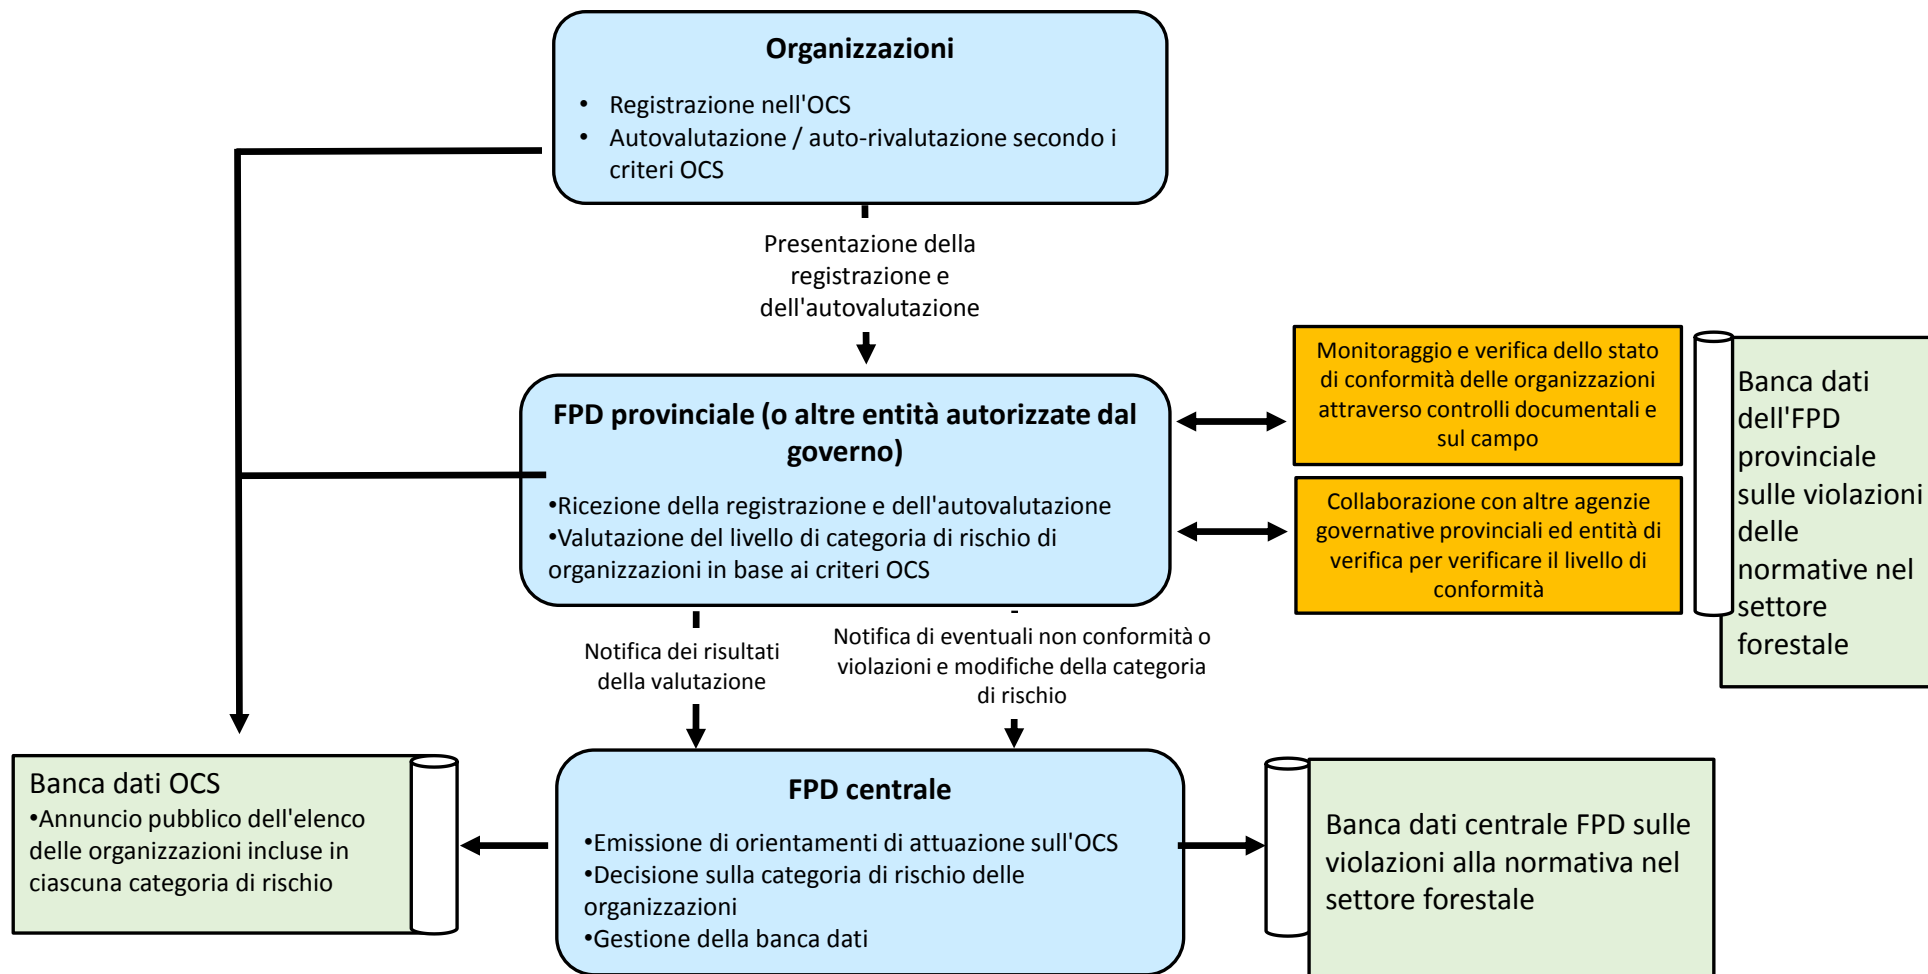 Organizzazioni
• Registrazione nell'OCS
• Autovalutazione / auto-rivalutazione secondo i
criteri OCS
Presentazione della
registrazione e
dell'autovalutazione
FPD provinciale (o altre entità autorizzate dal
governo)
•Ricezione della registrazione e dell'autovalutazione
•Valutazione del livello di categoria di rischio di
organizzazioni in base ai criteri OCS
Monitoraggio e verifica dello stato
di conformità delle organizzazioni
attraverso controlli documentali e
sul campo
Collaborazione con altre agenzie
governative provinciali ed entità di
verifica per verificare il livello di
conformità
Banca dati
dell'FPD
provinciale
sulle violazioni
delle
normative nel
settore
forestale
Notifica dei risultati
della valutazione
Notifica di eventuali non conformità o
violazioni e modifiche della categoria
di rischio
Banca dati OCS
•Annuncio pubblico dell'elenco
delle organizzazioni incluse in
ciascuna categoria di rischio
FPD centrale
•Emissione di orientamenti di attuazione sull'OCS
•Decisione sulla categoria di rischio delle
organizzazioni
•Gestione della banca dati
Banca dati centrale FPD sulle
violazioni alla normativa nel
settore forestale